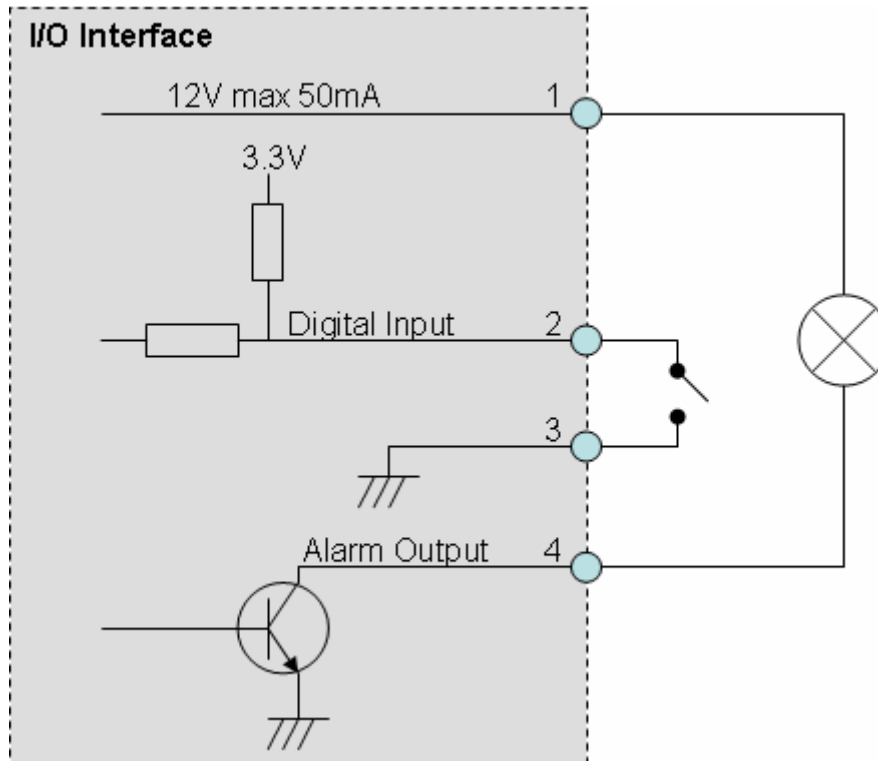 I/O Interface
12V max 50mA 1
3.3V
Digital Input 2
3
Alarm Output 4